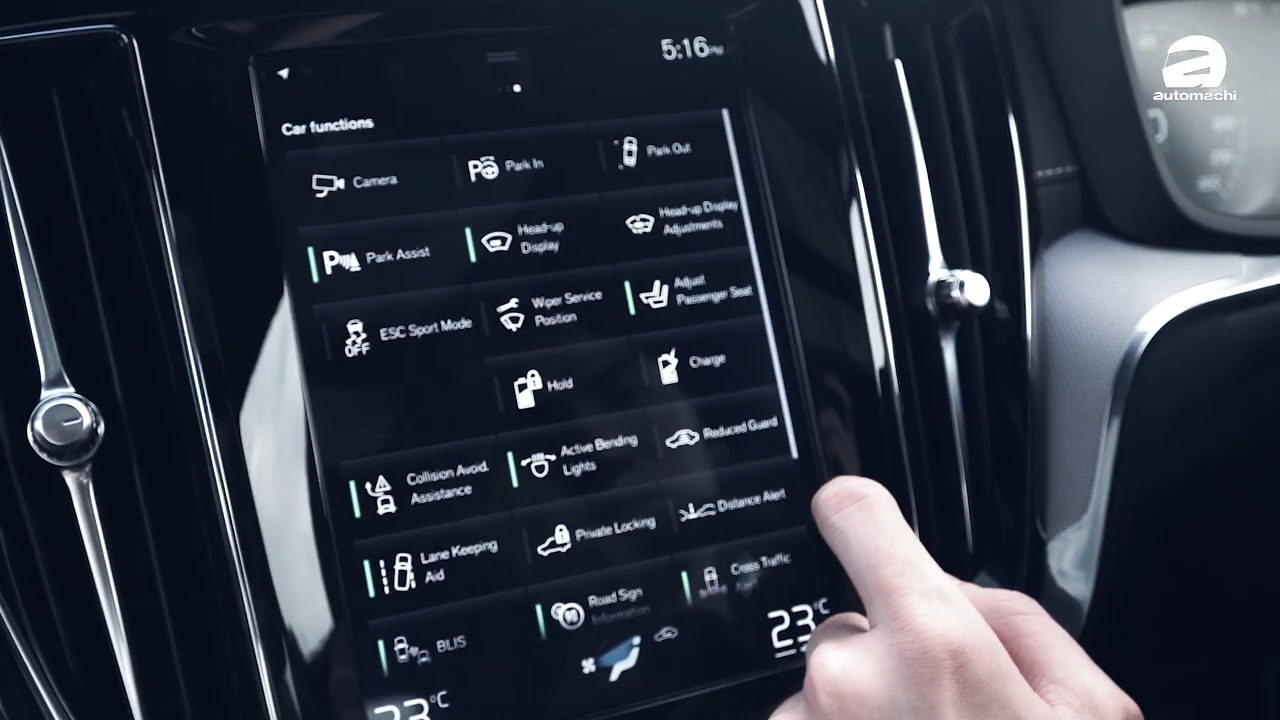 5:16PM
automachi
Car functions
Camera
Park In
Park Out
Park Assist
Head-up
Display
Head-up Display
Adjustments
OFF
ESC Sport Mode
Wiper Service
Position
Adjust
Passenger Seat
Hold
Charge
Collision Avoid.
Assistance
Active Bending
Lights
Reduced Guard
Lane Keeping
Aid
Private Locking
Distance Alert
BLIS
Road Sign
Information
Cross Traffic
Alert
23°C
23°C